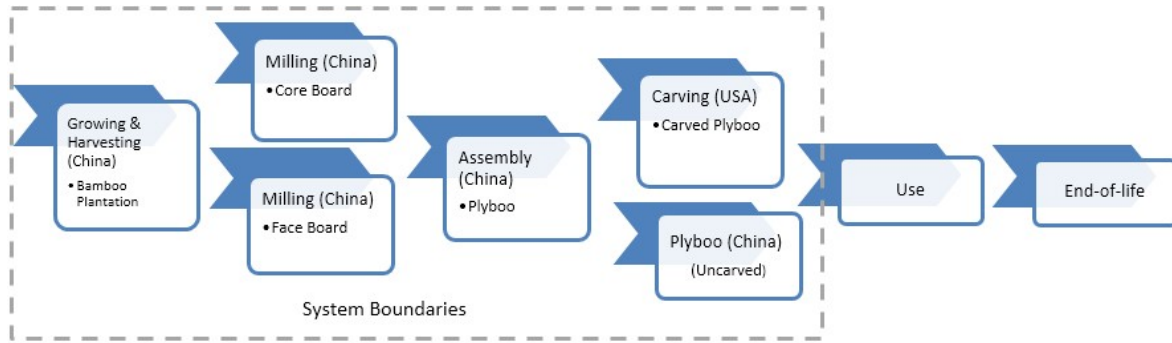 Growing &
Harvesting
(China)
• Bamboo
Plantation
Milling (China)
• Core Board
Milling (China)
• Face Board
Assembly
(China)
• Plyboo
Carving (USA)
• Carved Plyboo
Plyboo (China)
(Uncarved)
Use
End-of-life
System Boundaries